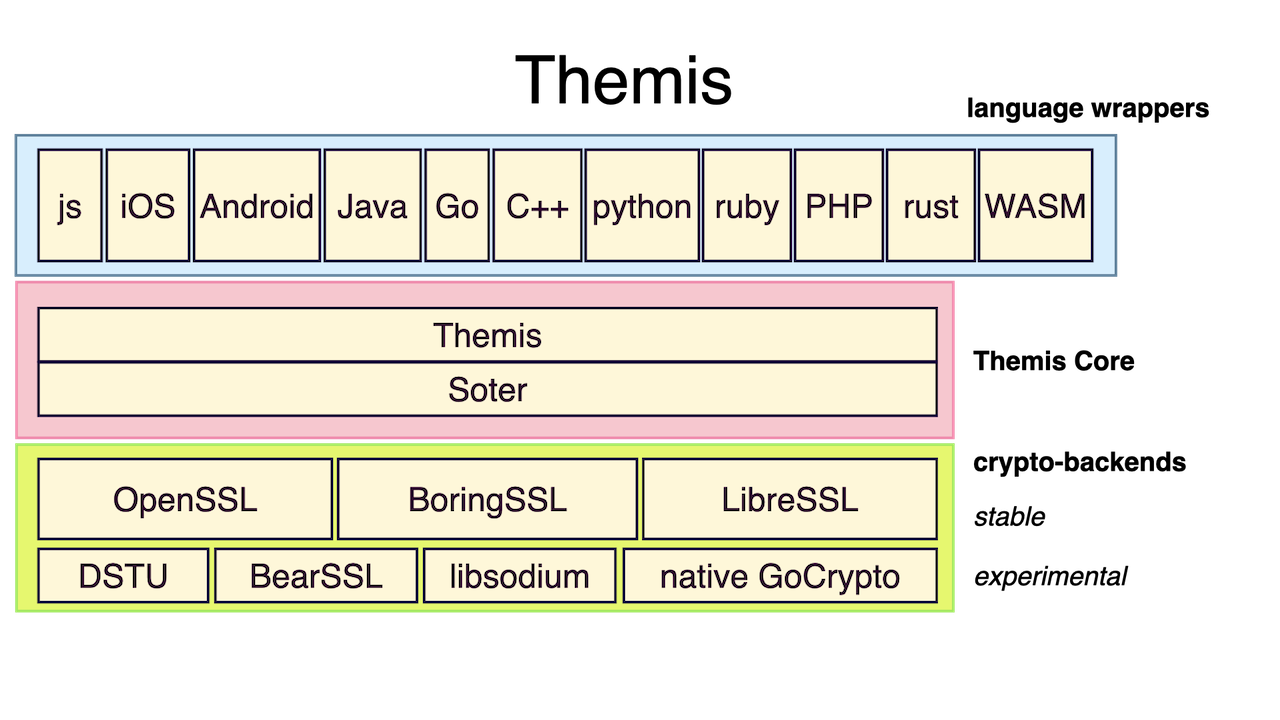 Themis
language wrappers
js iOS Android Java Go C++ python ruby PHP rust WASM
Themis
Themis Core
Soter
crypto-backends
OpenSSL BoringSSL LibreSSL
stable
DSTU BearSSL libsodium native GoCrypto
experimental